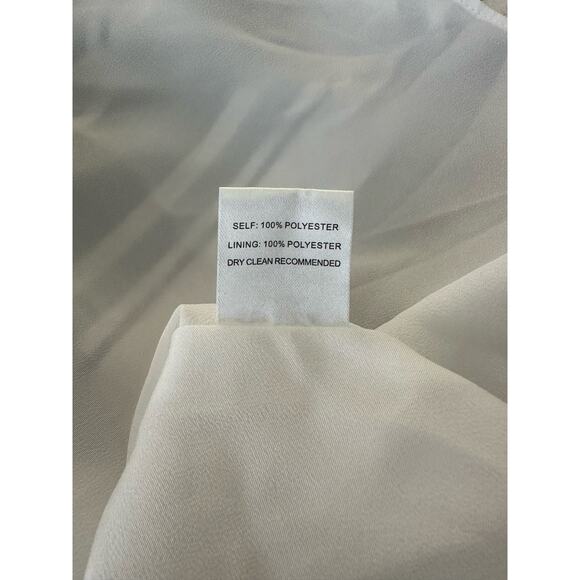 SELF: 100% POLYESTER
LINING: 100% POLYESTER
DRY CLEAN RECOMMENDED